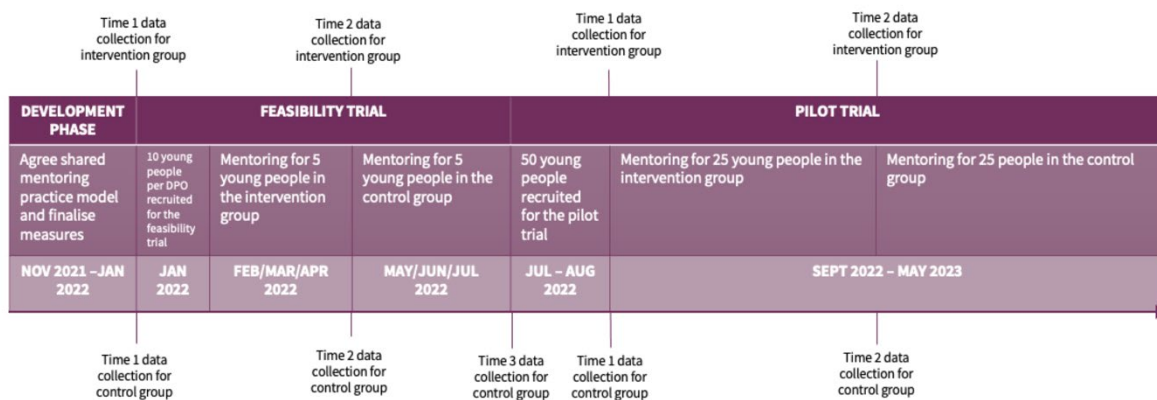 Time 1 data
collection for
intervention group
Time 2 data
collection for
intervention group
Time 1 data
collection for
intervention group
Time 2 data
collection for
intervention group
DEVELOPMENT
PHASE
FEASIBILITY TRIAL
PILOT TRIAL
Agree shared
mentoring
practice model
and finalise
measures
10 young
people
per DPO
recruited
for the
feasibility
trial
Mentoring for 5
young people in
the intervention
group
Mentoring for 5
young people in the
control group
50 young
people
recruited
for the pilot
trial
Mentoring for 25 young people in the
intervention group
Mentoring for 25 people in the control
group
NOV 2021 –JAN
2022
JAN
2022
FEB/MAR/APR
2022
MAY/JUN/JUL
2022
JUL – AUG
2022
SEPT 2022 – MAY 2023
Time 1 data
collection for
control group
Time 2 data
collection for
control group
Time 3 data
collection for
control group
Time 1 data
collection for
control group
Time 2 data
collection for
control group